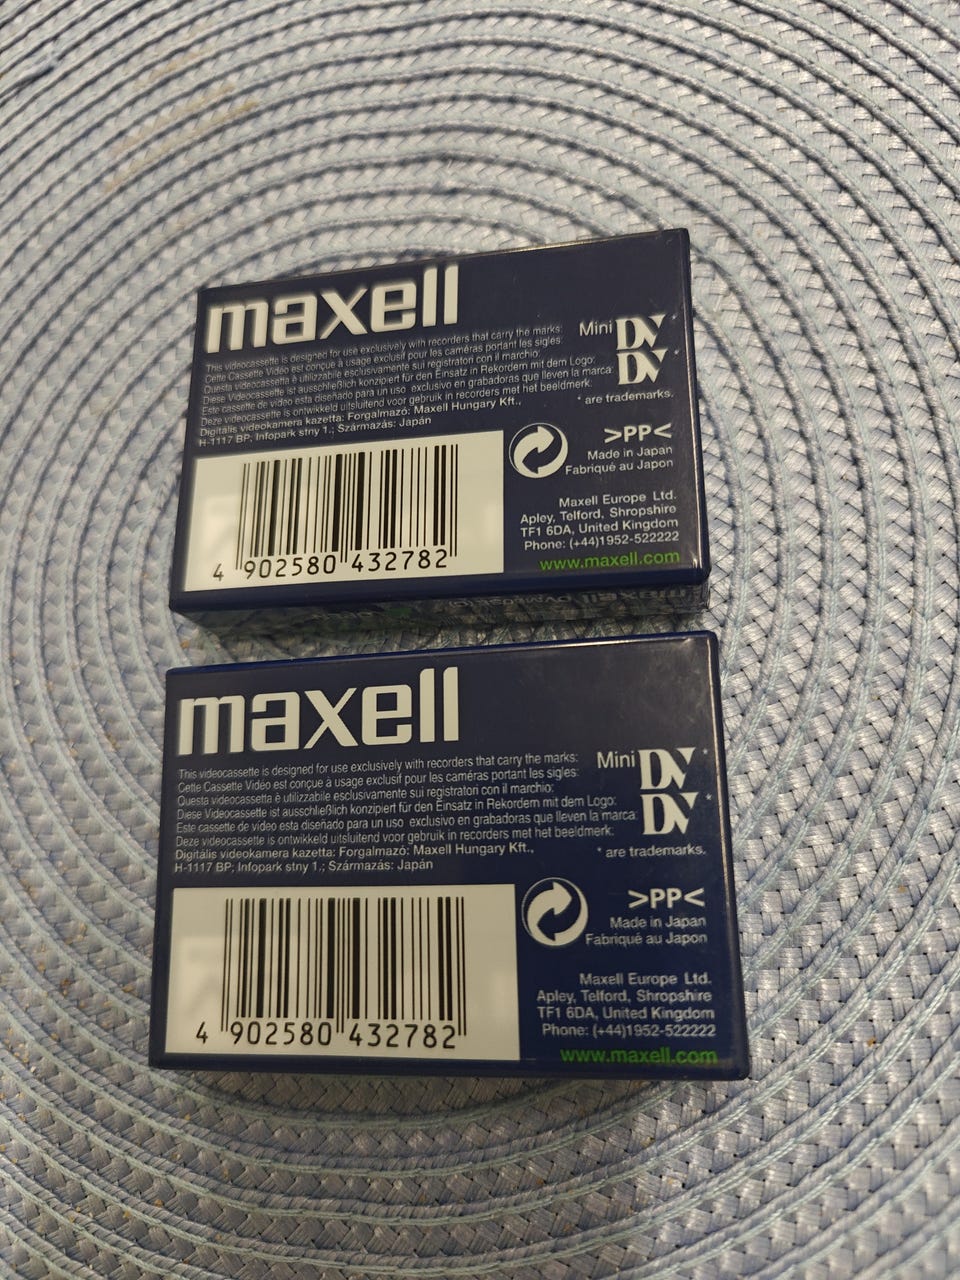 maxell
This videocassette is designed for use exclusively with recorders that carry the marks:
Cette Cassette Vidéo est conçue à usage exclusif pour les caméras portant les sigles:
Questa videocassetta è utilizzabile esclusivamente sui registratori con il marchio:
Diese Videocassette ist ausschließlich konzipiert für den Einsatz in Rekordern mit dem Logo:
Este cassette de video esta diseñado para un uso exclusivo en grabadoras que lleven la marca:
Deze videocassette is ontwikkeld uitsluitend voor gebruik in recorders met het beeldmerk:
Digitális videokamera kazetta: Forgalmazó: Maxell Hungary Kft.,
H-1117 BP, Infopark stny 1.; Származás: Japán
Mini DV
DV *
* are trademarks.
>PP<
Made in Japan
Fabriqué au Japon
Maxell Europe Ltd.
Apley, Telford, Shropshire
TF1 6DA, United Kingdom
Phone: (+44)1952-522222
www.maxell.com
4 902580 432782
maxell
This videocassette is designed for use exclusively with recorders that carry the marks:
Cette Cassette Vidéo est conçue à usage exclusif pour les caméras portant les sigles:
Questa videocassetta è utilizzabile esclusivamente sui registratori con il marchio:
Diese Videocassette ist ausschließlich konzipiert für den Einsatz in Rekordern mit dem Logo:
Este cassette de video esta diseñado para un uso exclusivo en grabadoras que lleven la marca:
Deze videocassette is ontwikkeld uitsluitend voor gebruik in recorders met het beeldmerk:
Digitális videokamera kazetta: Forgalmazó: Maxell Hungary Kft.,
H-1117 BP, Infopark stny 1.; Származás: Japán
Mini DV *
DV *
* are trademarks.
>PP<
Made in Japan
Fabriqué au Japon
Maxell Europe Ltd.
Apley, Telford, Shropshire
TF1 6DA, United Kingdom
Phone: (+44)1952-522222
www.maxell.com
4 902580 432782